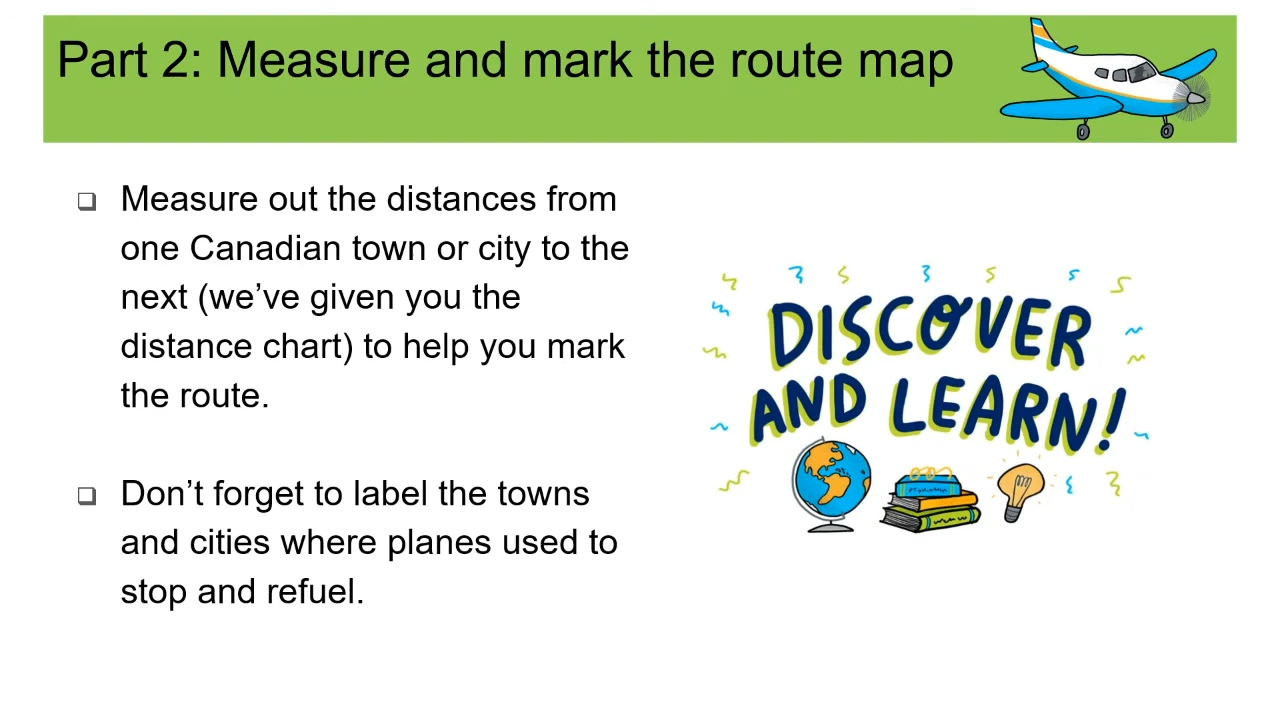 Part 2: Measure and mark the route map
Measure out the distances from
one Canadian town or city to the
next (we’ve given you the
distance chart) to help you mark
the route.
Don’t forget to label the towns
and cities where planes used to
stop and refuel.
DISCOVER
AND LEARN!